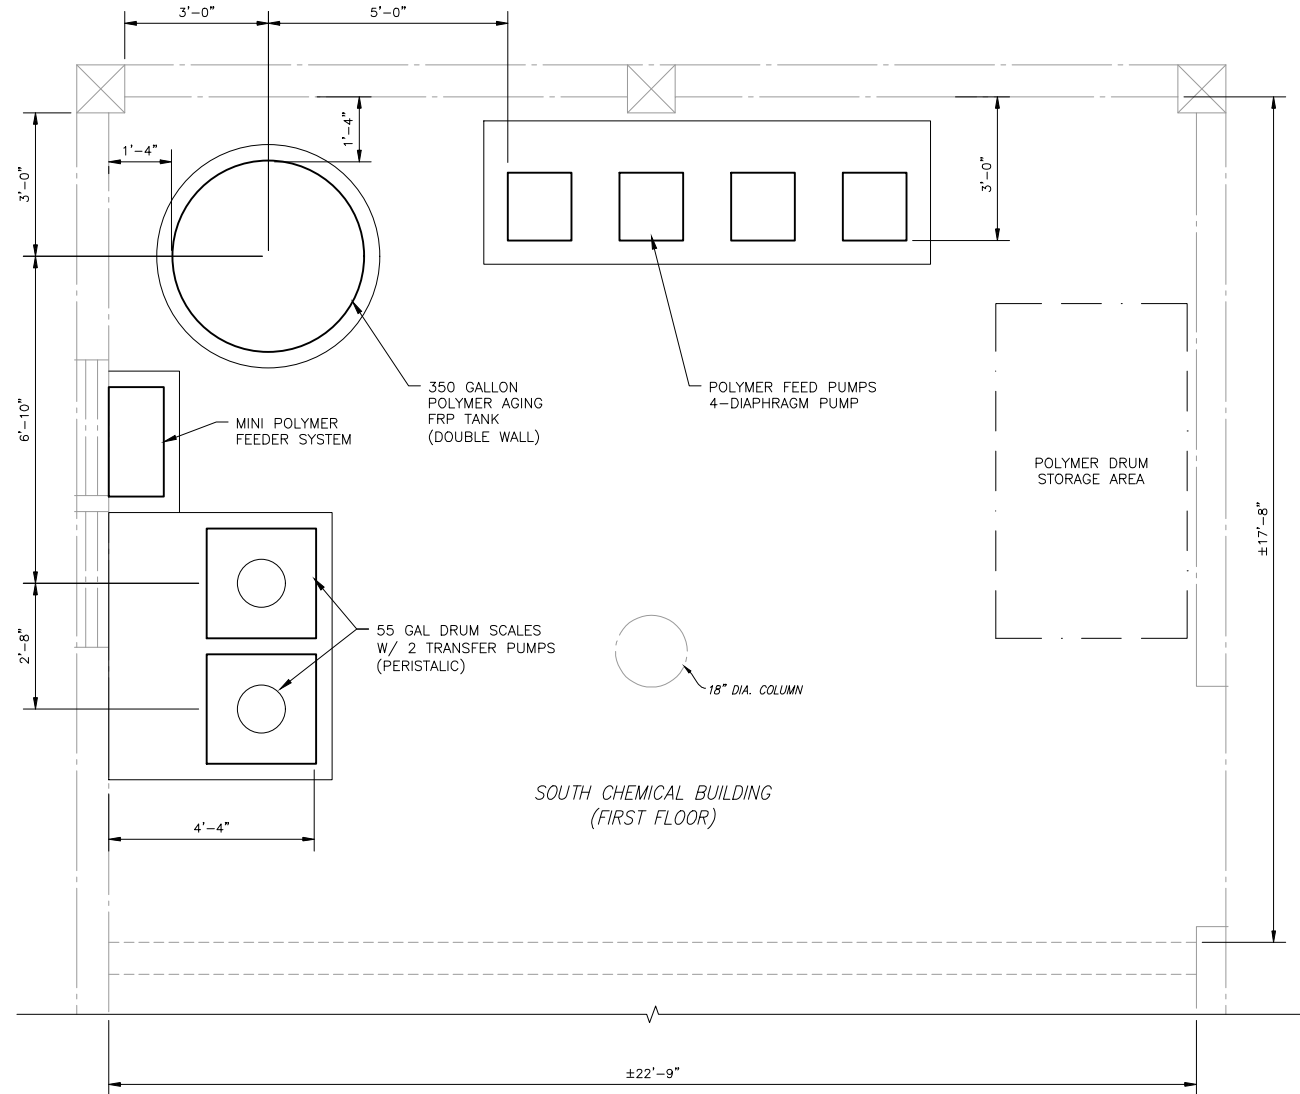 3'-0"
5'-0"
1'-4"
1'-4"
3'-0"
3'-0"
6'-10"
350 GALLON
POLYMER AGING
FRP TANK
(DOUBLE WALL)
POLYMER FEED PUMPS
4-DIAPHRAGM PUMP
MINI POLYMER
FEEDER SYSTEM
POLYMER DRUM
STORAGE AREA
±17'-8"
55 GAL DRUM SCALES
W/ 2 TRANSFER PUMPS
(PERISTALIC)
2'-8"
18" DIA. COLUMN
SOUTH CHEMICAL BUILDING
(FIRST FLOOR)
4'-4"
±22'-9"